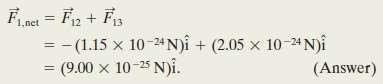 F⃗₁,net = F⃗₁₂ + F⃗₁₃
= −(1.15 × 10⁻²⁴ N)î + (2.05 × 10⁻²⁴ N)î
= (9.00 × 10⁻²⁵ N)î. (Answer)